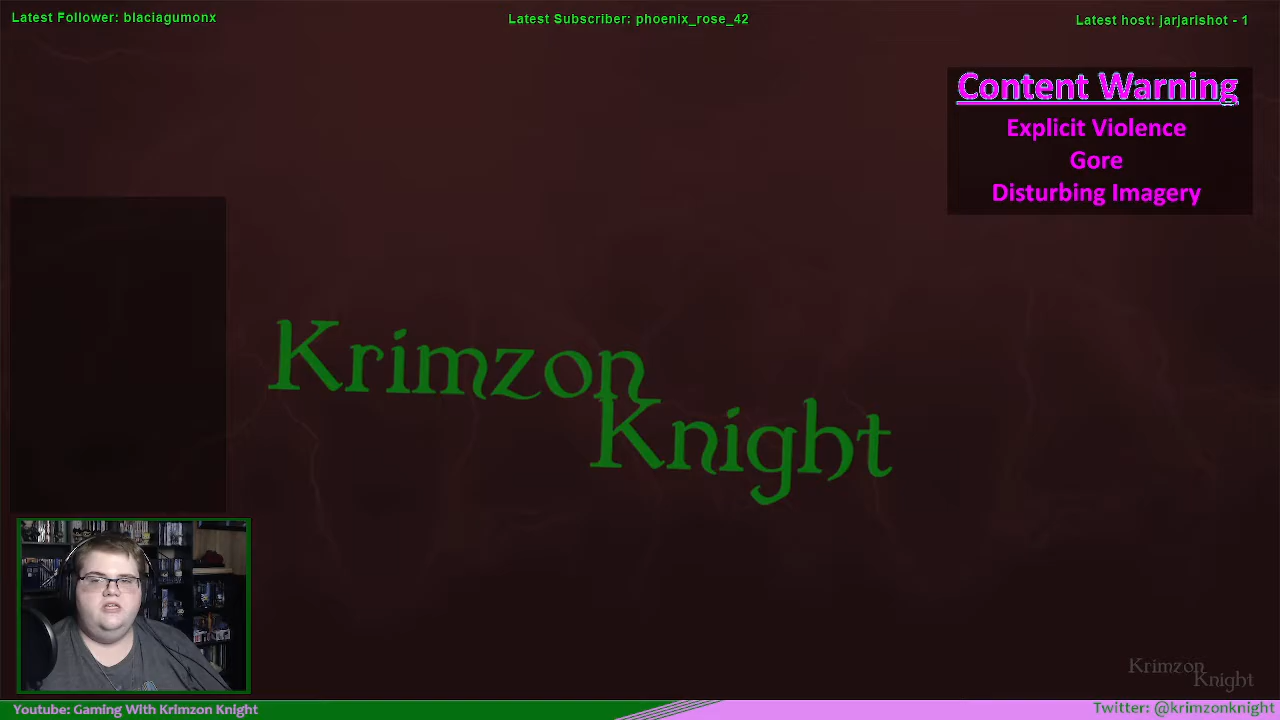 Latest Follower: blaciagumonx
Latest Subscriber: phoenix_rose_42
Latest host: jarjarishot - 1
Content Warning
Explicit Violence
Gore
Disturbing Imagery
Krimzon
Knight
Krimzon
Knight
Youtube: Gaming With Krimzon Knight
Twitter: @krimzonknight